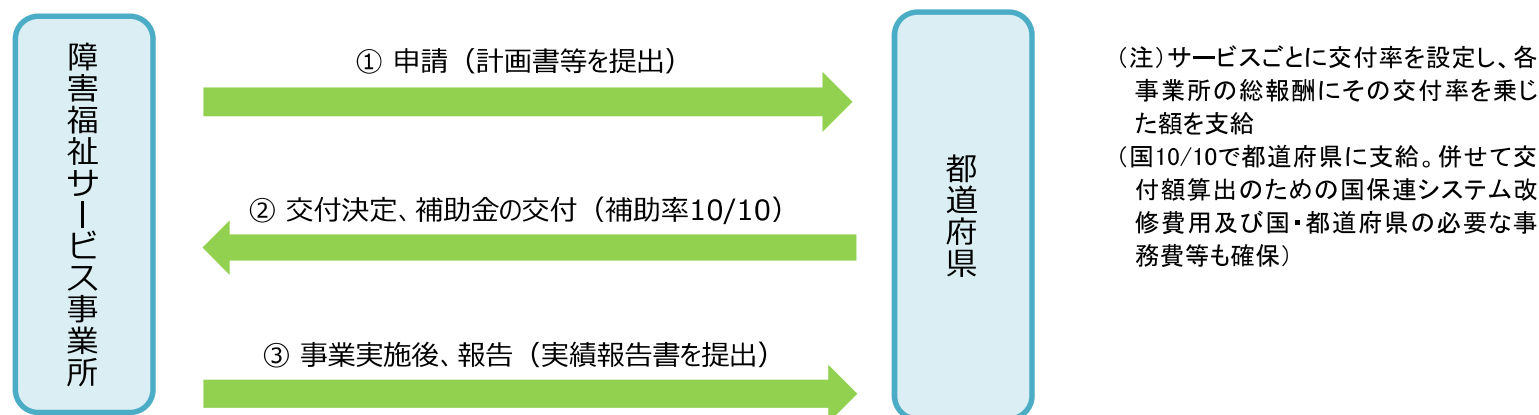 障害福祉サービス事業所
① 申請（計画書等を提出）
② 交付決定、補助金の交付（補助率10/10）
③ 事業実施後、報告（実績報告書を提出）
都道府県
（注）サービスごとに交付率を設定し、各
事業所の総報酬にその交付率を乗じ
た額を支給
（国10/10で都道府県に支給。併せて交
付額算出のための国保連システム改
修費用及び国・都道府県の必要な事
務費等も確保）